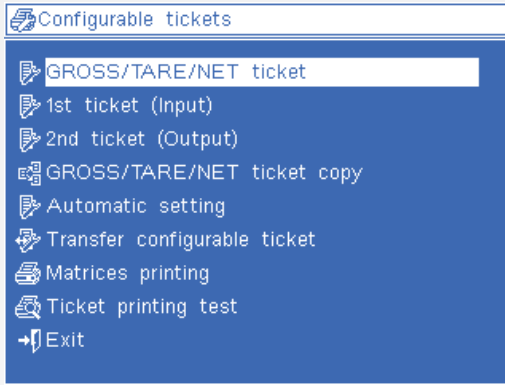 Configurable tickets
GROSS/TARE/NET ticket
1st ticket (Input)
2nd ticket (Output)
GROSS/TARE/NET ticket copy
Automatic setting
Transfer configurable ticket
Matrices printing
Ticket printing test
Exit